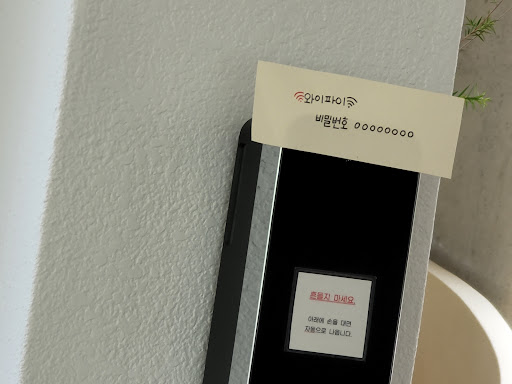 와이파이
비밀번호 00000000
흔들지 마세요.
아래에 손을 대면
자동으로 나옵니다.